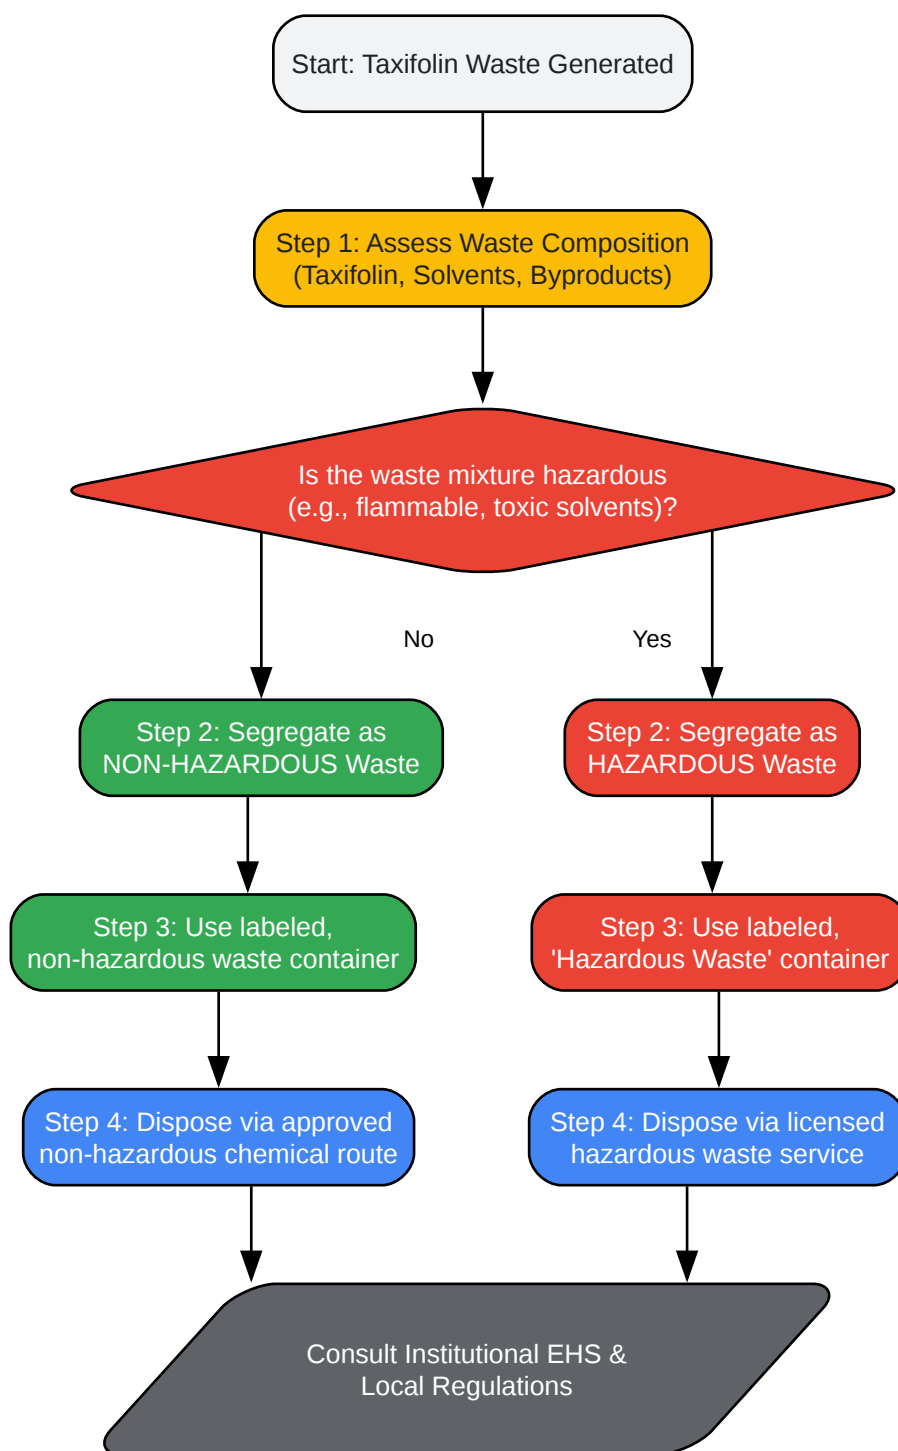 Start: Taxifolin Waste Generated
Step 1: Assess Waste Composition
(Taxifolin, Solvents, Byproducts)
Is the waste mixture hazardous
(e.g., flammable, toxic solvents)?
No
Yes
Step 2: Segregate as
NON-HAZARDOUS Waste
Step 2: Segregate as
HAZARDOUS Waste
Step 3: Use labeled,
non-hazardous waste container
Step 3: Use labeled,
'Hazardous Waste' container
Step 4: Dispose via approved
non-hazardous chemical route
Step 4: Dispose via licensed
hazardous waste service
Consult Institutional EHS &
Local Regulations